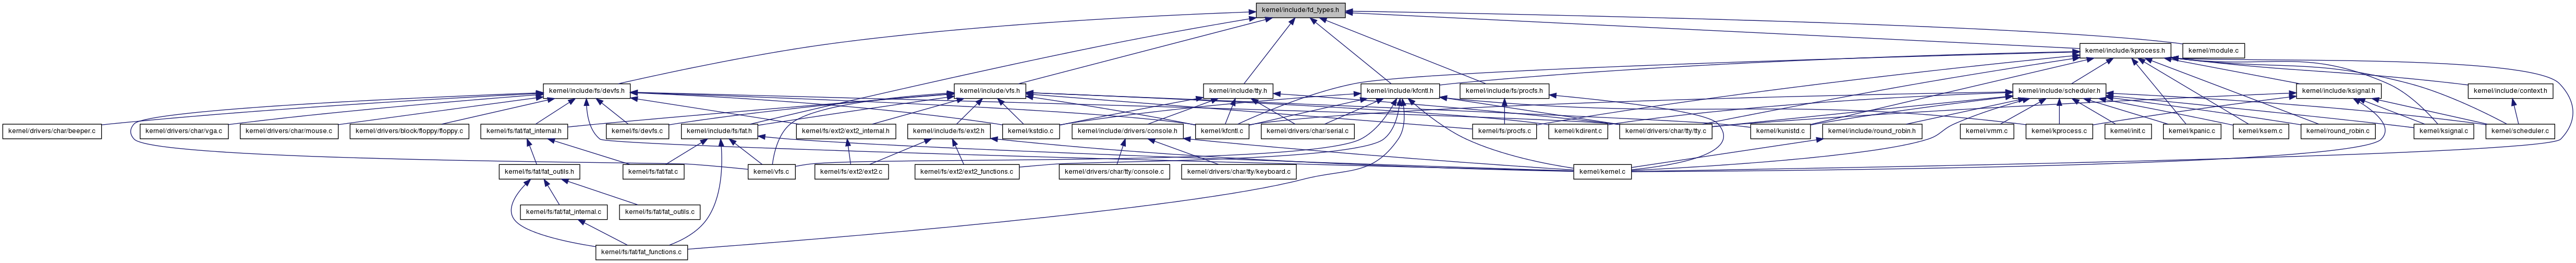 kernel/include/fd_types.h
kernel/include/kprocess.h
kernel/module.c
kernel/include/fs/devfs.h
kernel/include/vfs.h
kernel/include/tty.h
kernel/include/kfcntl.h
kernel/include/fs/procfs.h
kernel/include/scheduler.h
kernel/include/ksignal.h
kernel/include/context.h
kernel/drivers/char/beeper.c
kernel/drivers/char/vga.c
kernel/drivers/char/mouse.c
kernel/drivers/block/floppy/floppy.c
kernel/fs/fat/fat_internal.h
kernel/fs/devfs.c
kernel/include/fs/fat.h
kernel/fs/ext2/ext2_internal.h
kernel/include/fs/ext2.h
kernel/kstdio.c
kernel/include/drivers/console.h
kernel/kfcntl.c
kernel/drivers/char/serial.c
kernel/fs/procfs.c
kernel/kdirent.c
kernel/drivers/char/tty/tty.c
kernel/kunistd.c
kernel/include/round_robin.h
kernel/vmm.c
kernel/kprocess.c
kernel/init.c
kernel/kpanic.c
kernel/ksem.c
kernel/round_robin.c
kernel/ksignal.c
kernel/scheduler.c
kernel/fs/fat/fat_outils.h
kernel/fs/fat/fat.c
kernel/vfs.c
kernel/fs/ext2/ext2.c
kernel/fs/ext2/ext2_functions.c
kernel/drivers/char/tty/console.c
kernel/drivers/char/tty/keyboard.c
kernel/kernel.c
kernel/fs/fat/fat_internal.c
kernel/fs/fat/fat_outils.c
kernel/fs/fat/fat_functions.c